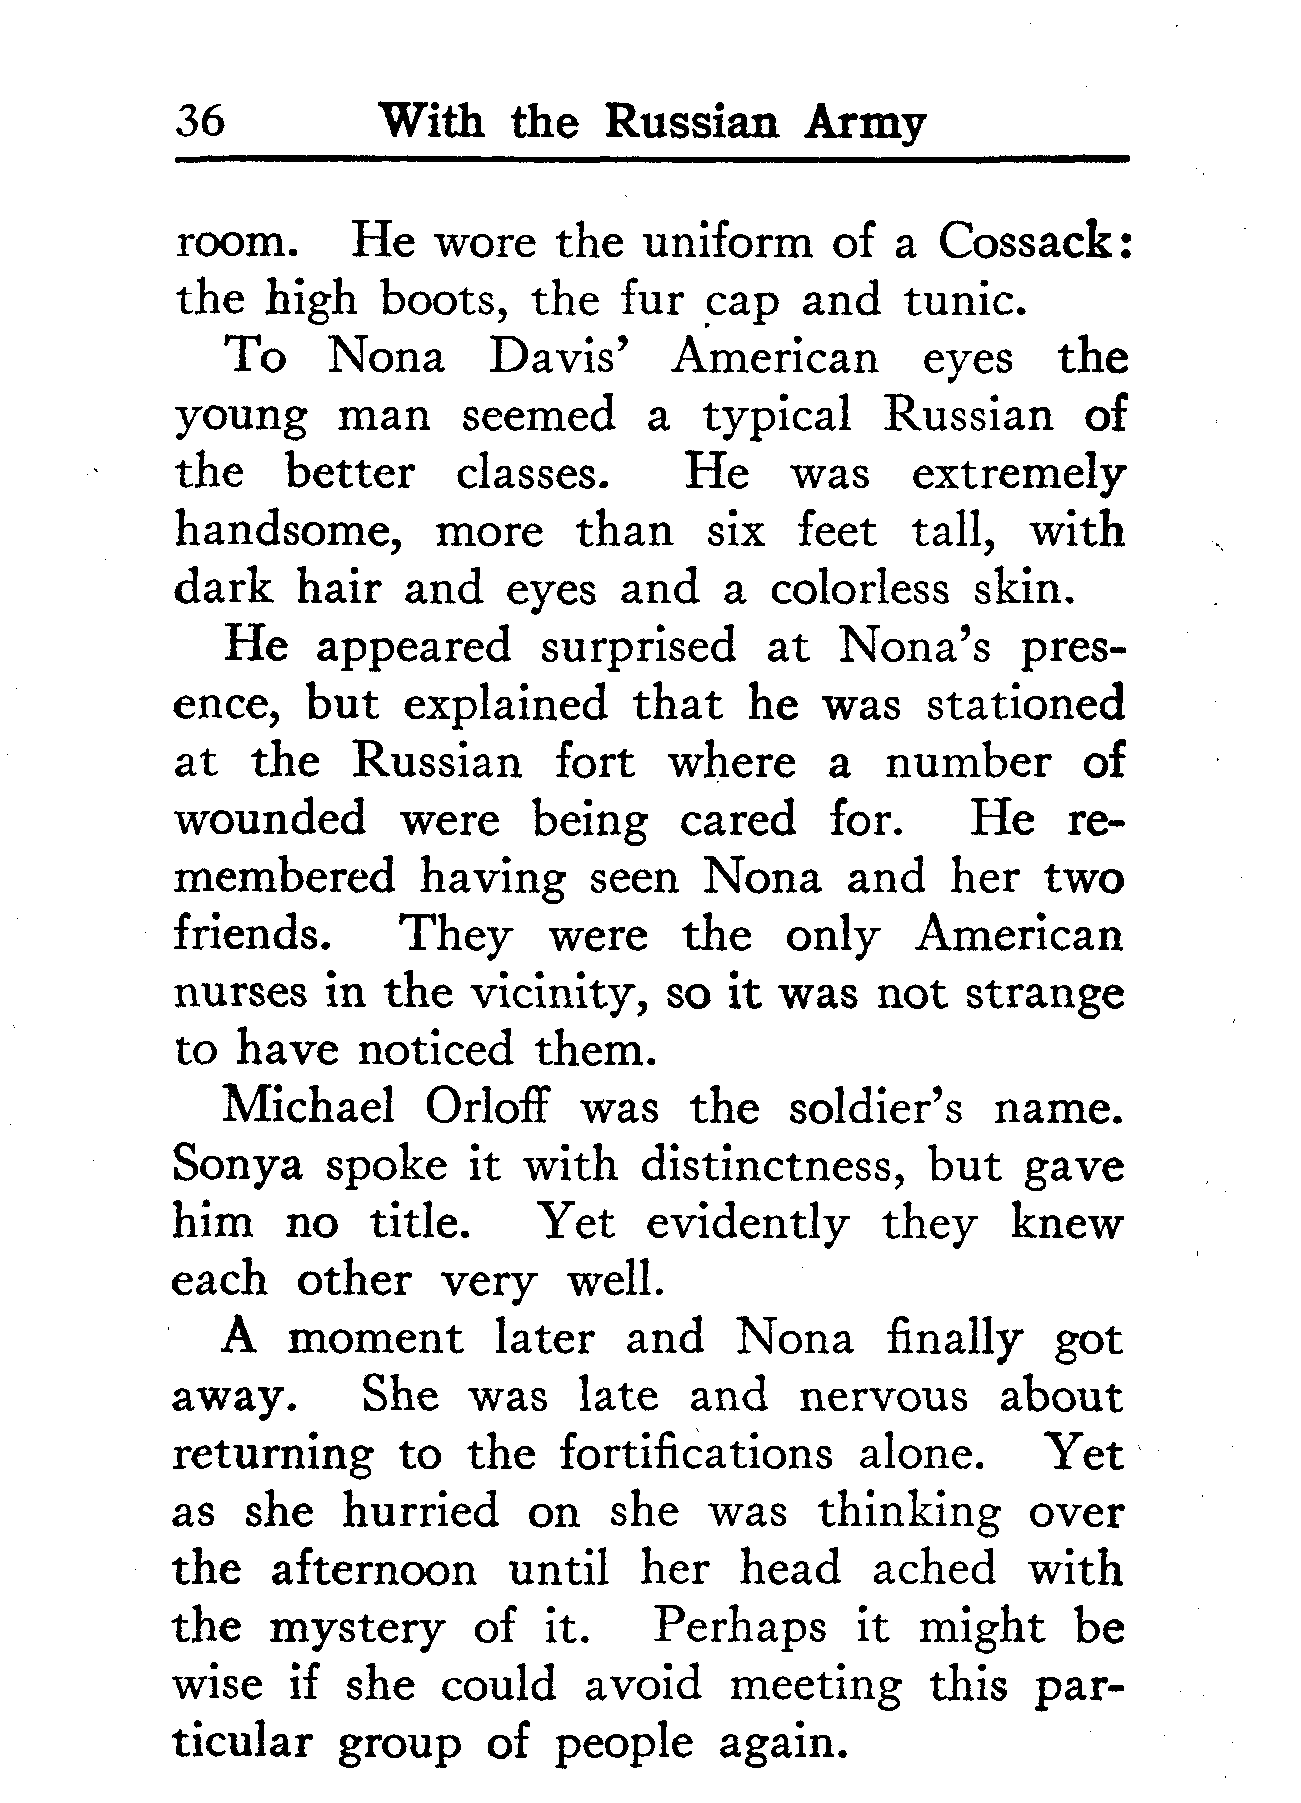 36 With the Russian Army
room. He wore the uniform of a Cossack:
the high boots, the fur cap and tunic.
To Nona Davis' American eyes the
young man seemed a typical Russian of
the better classes. He was extremely
handsome, more than six feet tall, with
dark hair and eyes and a colorless skin.
He appeared surprised at Nona's pres-
ence, but explained that he was stationed
at the Russian fort where a number of
wounded were being cared for. He re-
membered having seen Nona and her two
friends. They were the only American
nurses in the vicinity, so it was not strange
to have noticed them.
Michael Orloff was the soldier's name.
Sonya spoke it with distinctness, but gave
him no title. Yet evidently they knew
each other very well.
A moment later and Nona finally got
away. She was late and nervous about
returning to the fortifications alone. Yet
as she hurried on she was thinking over
the afternoon until her head ached with
the mystery of it. Perhaps it might be
wise if she could avoid meeting this par-
ticular group of people again.